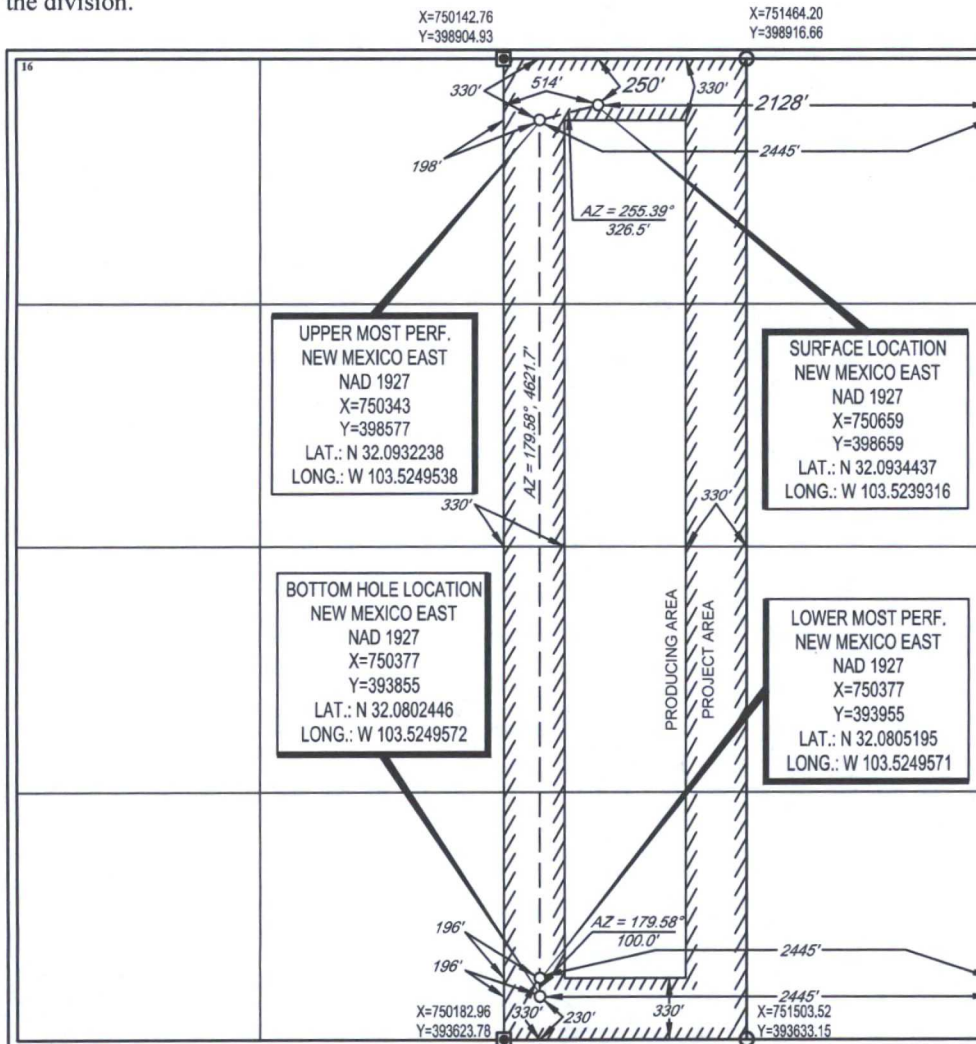 the division.
X=750142.76
Y=398904.93
X=751464.20
Y=398916.66
16
330'
514'
250'
330'
2128'
198'
2445'
AZ = 255.39°
326.5'
UPPER MOST PERF.
NEW MEXICO EAST
NAD 1927
X=750343
Y=398577
LAT.: N 32.0932238
LONG.: W 103.5249538
AZ = 179.58°, 4621.7'
SURFACE LOCATION
NEW MEXICO EAST
NAD 1927
X=750659
Y=398659
LAT.: N 32.0934437
LONG.: W 103.5239316
330'
330'
BOTTOM HOLE LOCATION
NEW MEXICO EAST
NAD 1927
X=750377
Y=393855
LAT.: N 32.0802446
LONG.: W 103.5249572
PRODUCING AREA
PROJECT AREA
LOWER MOST PERF.
NEW MEXICO EAST
NAD 1927
X=750377
Y=393955
LAT.: N 32.0805195
LONG.: W 103.5249571
196'
AZ = 179.58°
100.0'
2445'
196'
2445'
X=750182.96
Y=393623.78
330'
230'
330'
X=751503.52
Y=393633.15